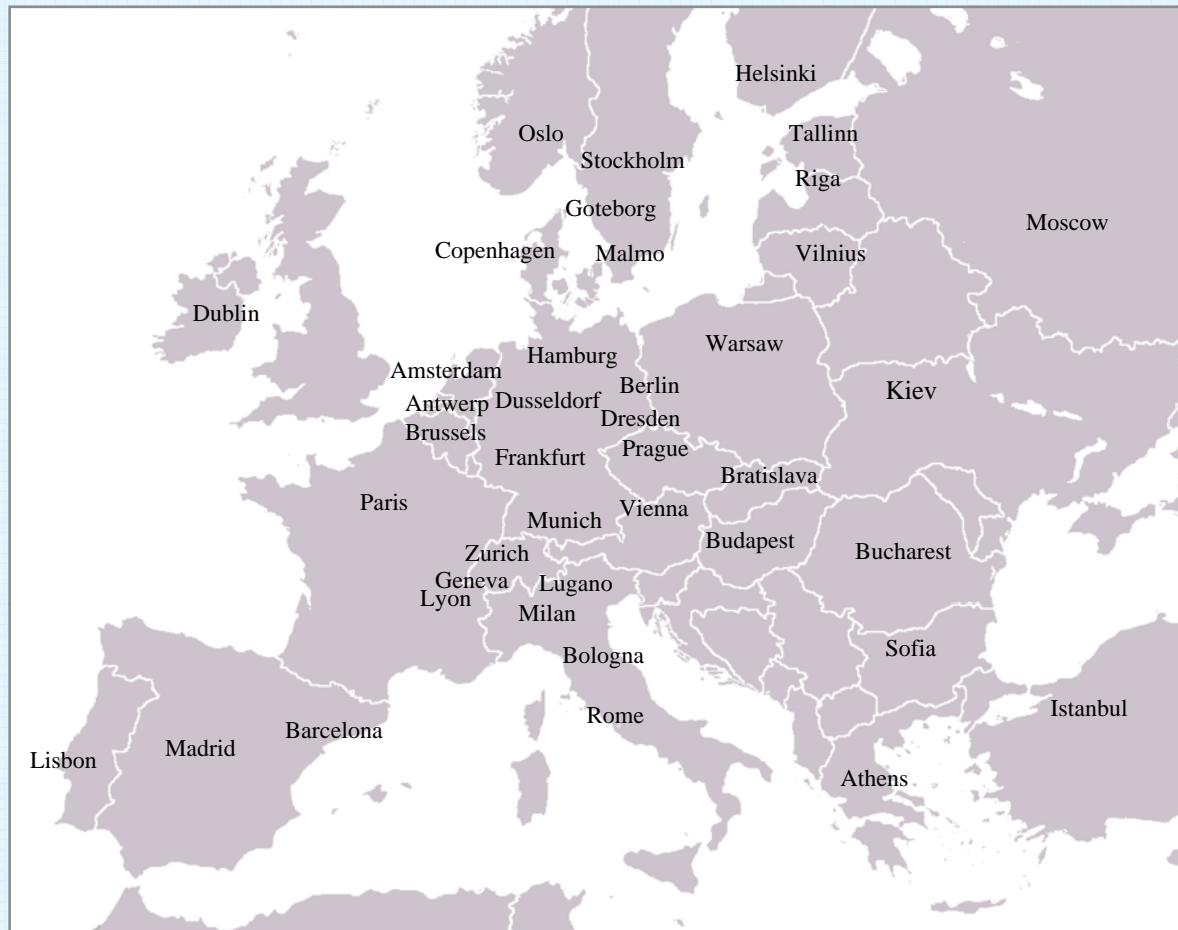 Helsinki
Oslo
Tallinn
Stockholm
Riga
Goteborg
Moscow
Copenhagen
Malmo
Vilnius
Dublin
Warsaw
Hamburg
Amsterdam
Berlin
Kiev
Antwerp
Dusseldorf
Dresden
Brussels
Prague
Frankfurt
Bratislava
Paris
Vienna
Munich
Budapest
Zurich
Bucharest
Geneva
Lugano
Lyon
Milan
Sofia
Bologna
Istanbul
Rome
Barcelona
Madrid
Lisbon
Athens